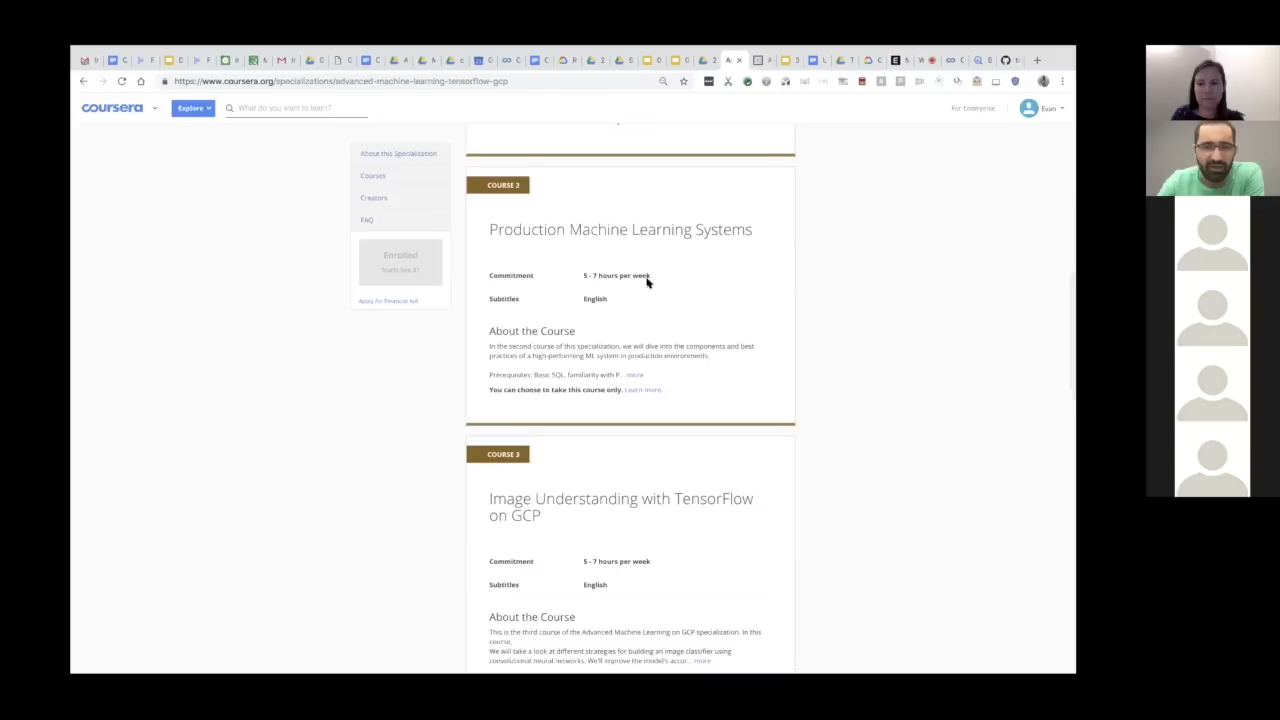 https://www.coursera.org/specializations/advanced-machine-learning-tensorflow-gcp
coursera
Explore
What do you want to learn?
For Enterprise
Evan
About this Specialization
Courses
Creators
FAQ
Enrolled
Starts Sep 21
Apply for Financial Aid
COURSE 2
Production Machine Learning Systems
Commitment 5 - 7 hours per week
Subtitles English
About the Course
In the second course of this specialization, we will dive into the components and best
practices of a high-performing ML system in production environments.
Prerequisites: Basic SQL, familiarity with P... more
You can choose to take this course only. Learn more.
COURSE 3
Image Understanding with TensorFlow
on GCP
Commitment 5 - 7 hours per week
Subtitles English
About the Course
This is the third course of the Advanced Machine Learning on GCP specialization. In this
course,
We will take a look at different strategies for building an image classifier using
convolutional neural networks. We'll improve the model's accur... more